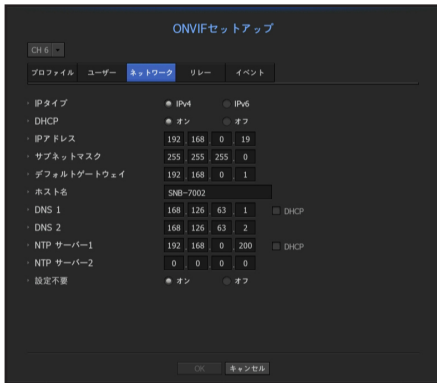 ONVIFセットアップ
CH 6
プロファイル ユーザー ネットワーク リレー イベント
IPタイプ IPv4 IPv6
DHCP オン オフ
IPアドレス 192 168 0 19
サブネットマスク 255 255 255 0
デフォルトゲートウェイ 192 168 0 1
ホスト名 SNB-7002
DNS 1 168 126 63 1 DHCP
DNS 2 168 126 63 2
NTP サーバー1 192 168 0 200 DHCP
NTP サーバー2 0 0 0 0
設定不要 オン オフ
OK キャンセル